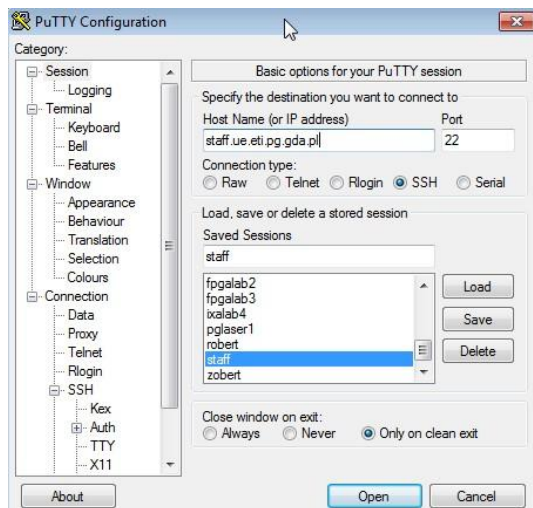 PuTTY Configuration
Category:
Session
Logging
Terminal
Keyboard
Bell
Features
Window
Appearance
Behaviour
Translation
Selection
Colours
Connection
Data
Proxy
Telnet
Rlogin
SSH
Kex
Auth
TTY
X11
Basic options for your PuTTY session
Specify the destination you want to connect to
Host Name (or IP address) Port
staff.ue.eti.pg.gda.pl 22
Connection type:
Raw Telnet Rlogin SSH Serial
Load, save or delete a stored session
Saved Sessions
staff
fpgalab2
fpgalab3
ixalab4
pglaser1
robert
staff
zobert
Load
Save
Delete
Close window on exit:
Always Never Only on clean exit
About Open Cancel